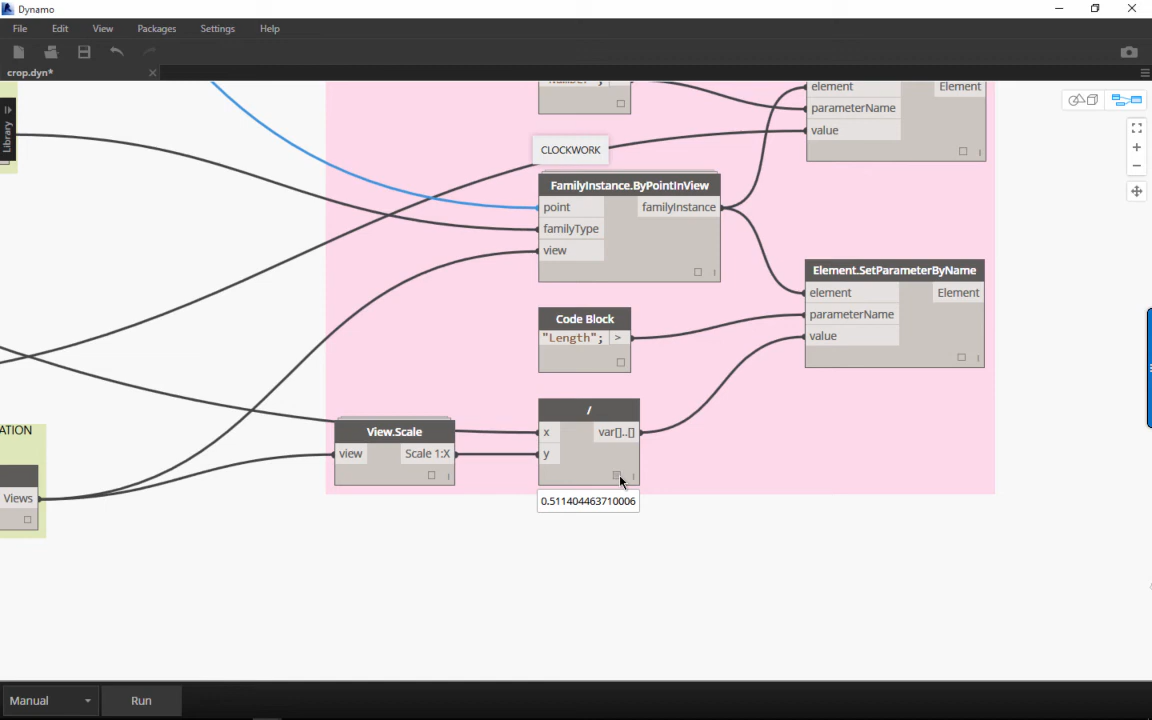 Dynamo
File Edit View Packages Settings Help
crop.dyn*
Library
element Element
parameterName
value
CLOCKWORK
FamilyInstance.ByPointInView
point familyInstance
familyType
view
Element.SetParameterByName
element Element
parameterName
value
Code Block
"Length"; >
/
x var[]..[]
y
View.Scale
view Scale 1:X
ATION
Views
0.511404463710006
Manual Run